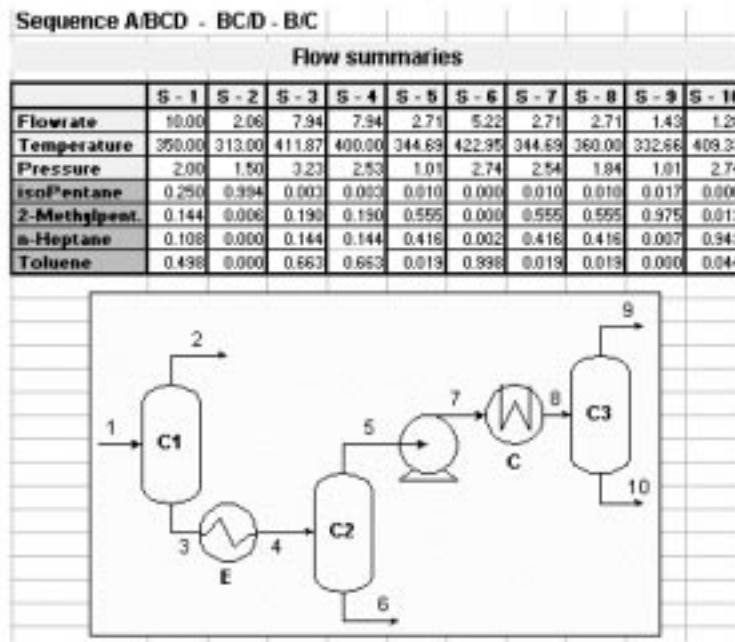 Sequence A/BCD - BC/D - B/C
Flow summaries
S - 1 S - 2 S - 3 S - 4 S - 5 S - 6 S - 7 S - 8 S - 9 S - 10
Flowrate 10.00 2.06 7.94 7.94 2.71 5.22 2.71 2.71 1.43 1.28
Temperature 350.00 313.00 411.87 400.00 344.69 422.95 344.69 360.00 332.66
Pressure 2.00 1.50 3.23 2.53 1.01 2.74 2.54 1.84 1.01
isoPentane 0.250 0.994 0.003 0.003 0.010 0.000 0.010 0.010 0.017
2-Methylpent. 0.144 0.006 0.190 0.190 0.555 0.000 0.555 0.555 0.975
n-Heptane 0.108 0.000 0.144 0.144 0.416 0.002 0.416 0.416 0.007
Toluene 0.498 0.000 0.663 0.663 0.019 0.998 0.019 0.019 0.000
9
2
7 8
1 5 C3
C1 C
10
3 4 C2
E
6